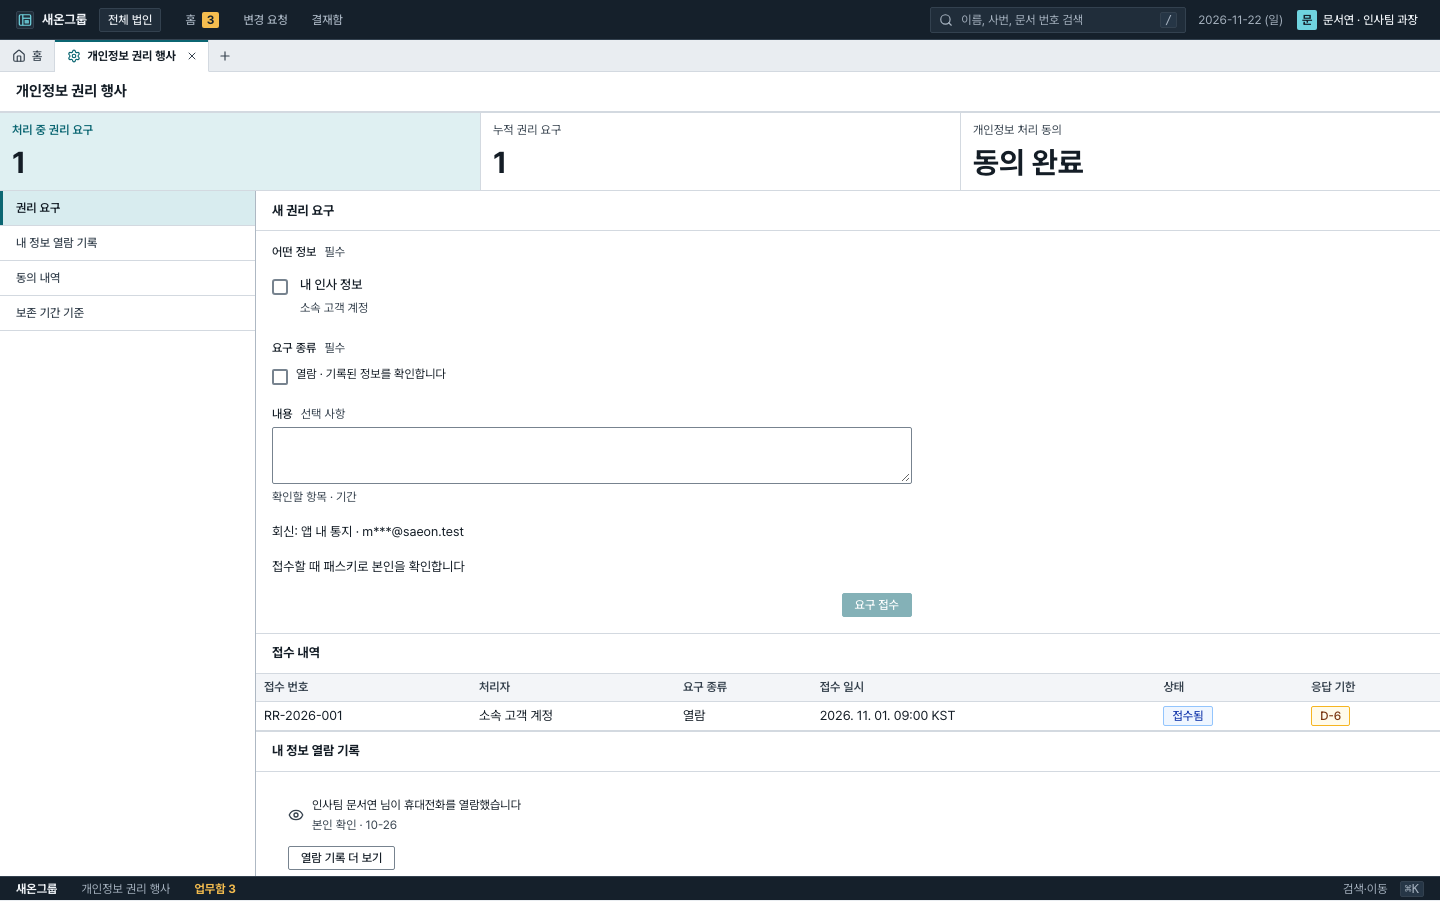 새온그룹 전체 법인 홈 3 변경 요청 결재함 이름, 사번, 문서 번호 검색 / 2026-11-22 (일) 문 문서연 · 인사팀 과장
홈 개인정보 권리 행사
개인정보 권리 행사
처리 중 권리 요구
1
누적 권리 요구
1
개인정보 처리 동의
동의 완료
권리 요구
내 정보 열람 기록
동의 내역
보존 기간 기준
새 권리 요구
어떤 정보 필수
내 인사 정보
소속 고객 계정
요구 종류 필수
열람 · 기록된 정보를 확인합니다
내용 선택 사항
확인할 항목 · 기간
회신: 앱 내 통지 · m***@saeon.test
접수할 때 패스키로 본인을 확인합니다
요구 접수
접수 내역
접수 번호 처리자 요구 종류 접수 일시 상태 응답 기한
RR-2026-001 소속 고객 계정 열람 2026. 11. 01. 09:00 KST 접수됨 D-6
내 정보 열람 기록
인사팀 문서연 님이 휴대전화를 열람했습니다
본인 확인 · 10-26
열람 기록 더 보기
새온그룹 개인정보 권리 행사 업무함 3 검색·이동 ⌘K